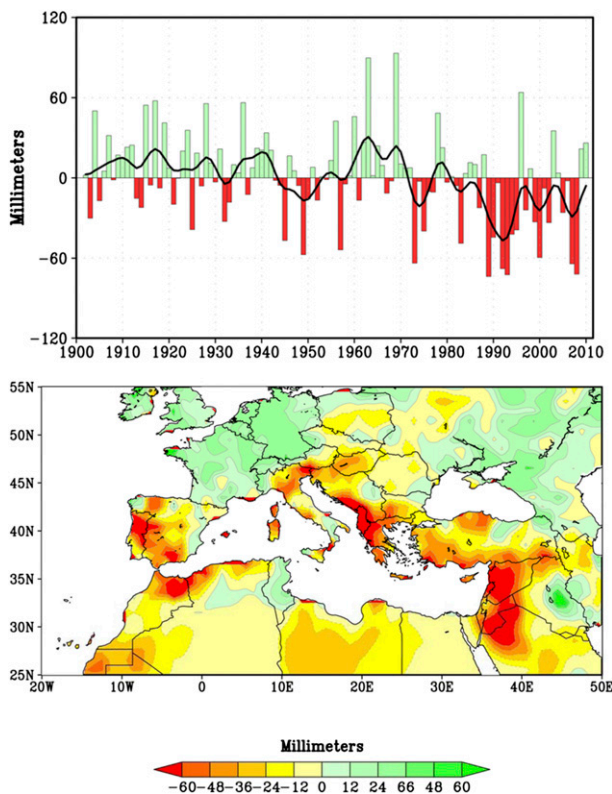 120
60
0
−60
−120
Millimeters
1900 1910 1920 1930 1940 1950 1960 1970 1980 1990 2000 2010
55N
50N
45N
40N
35N
30N
25N
20W 10W 0 10E 20E 30E 40E 50E
Millimeters
−60 −48 −36 −24 −12 0 12 24 66 48 60